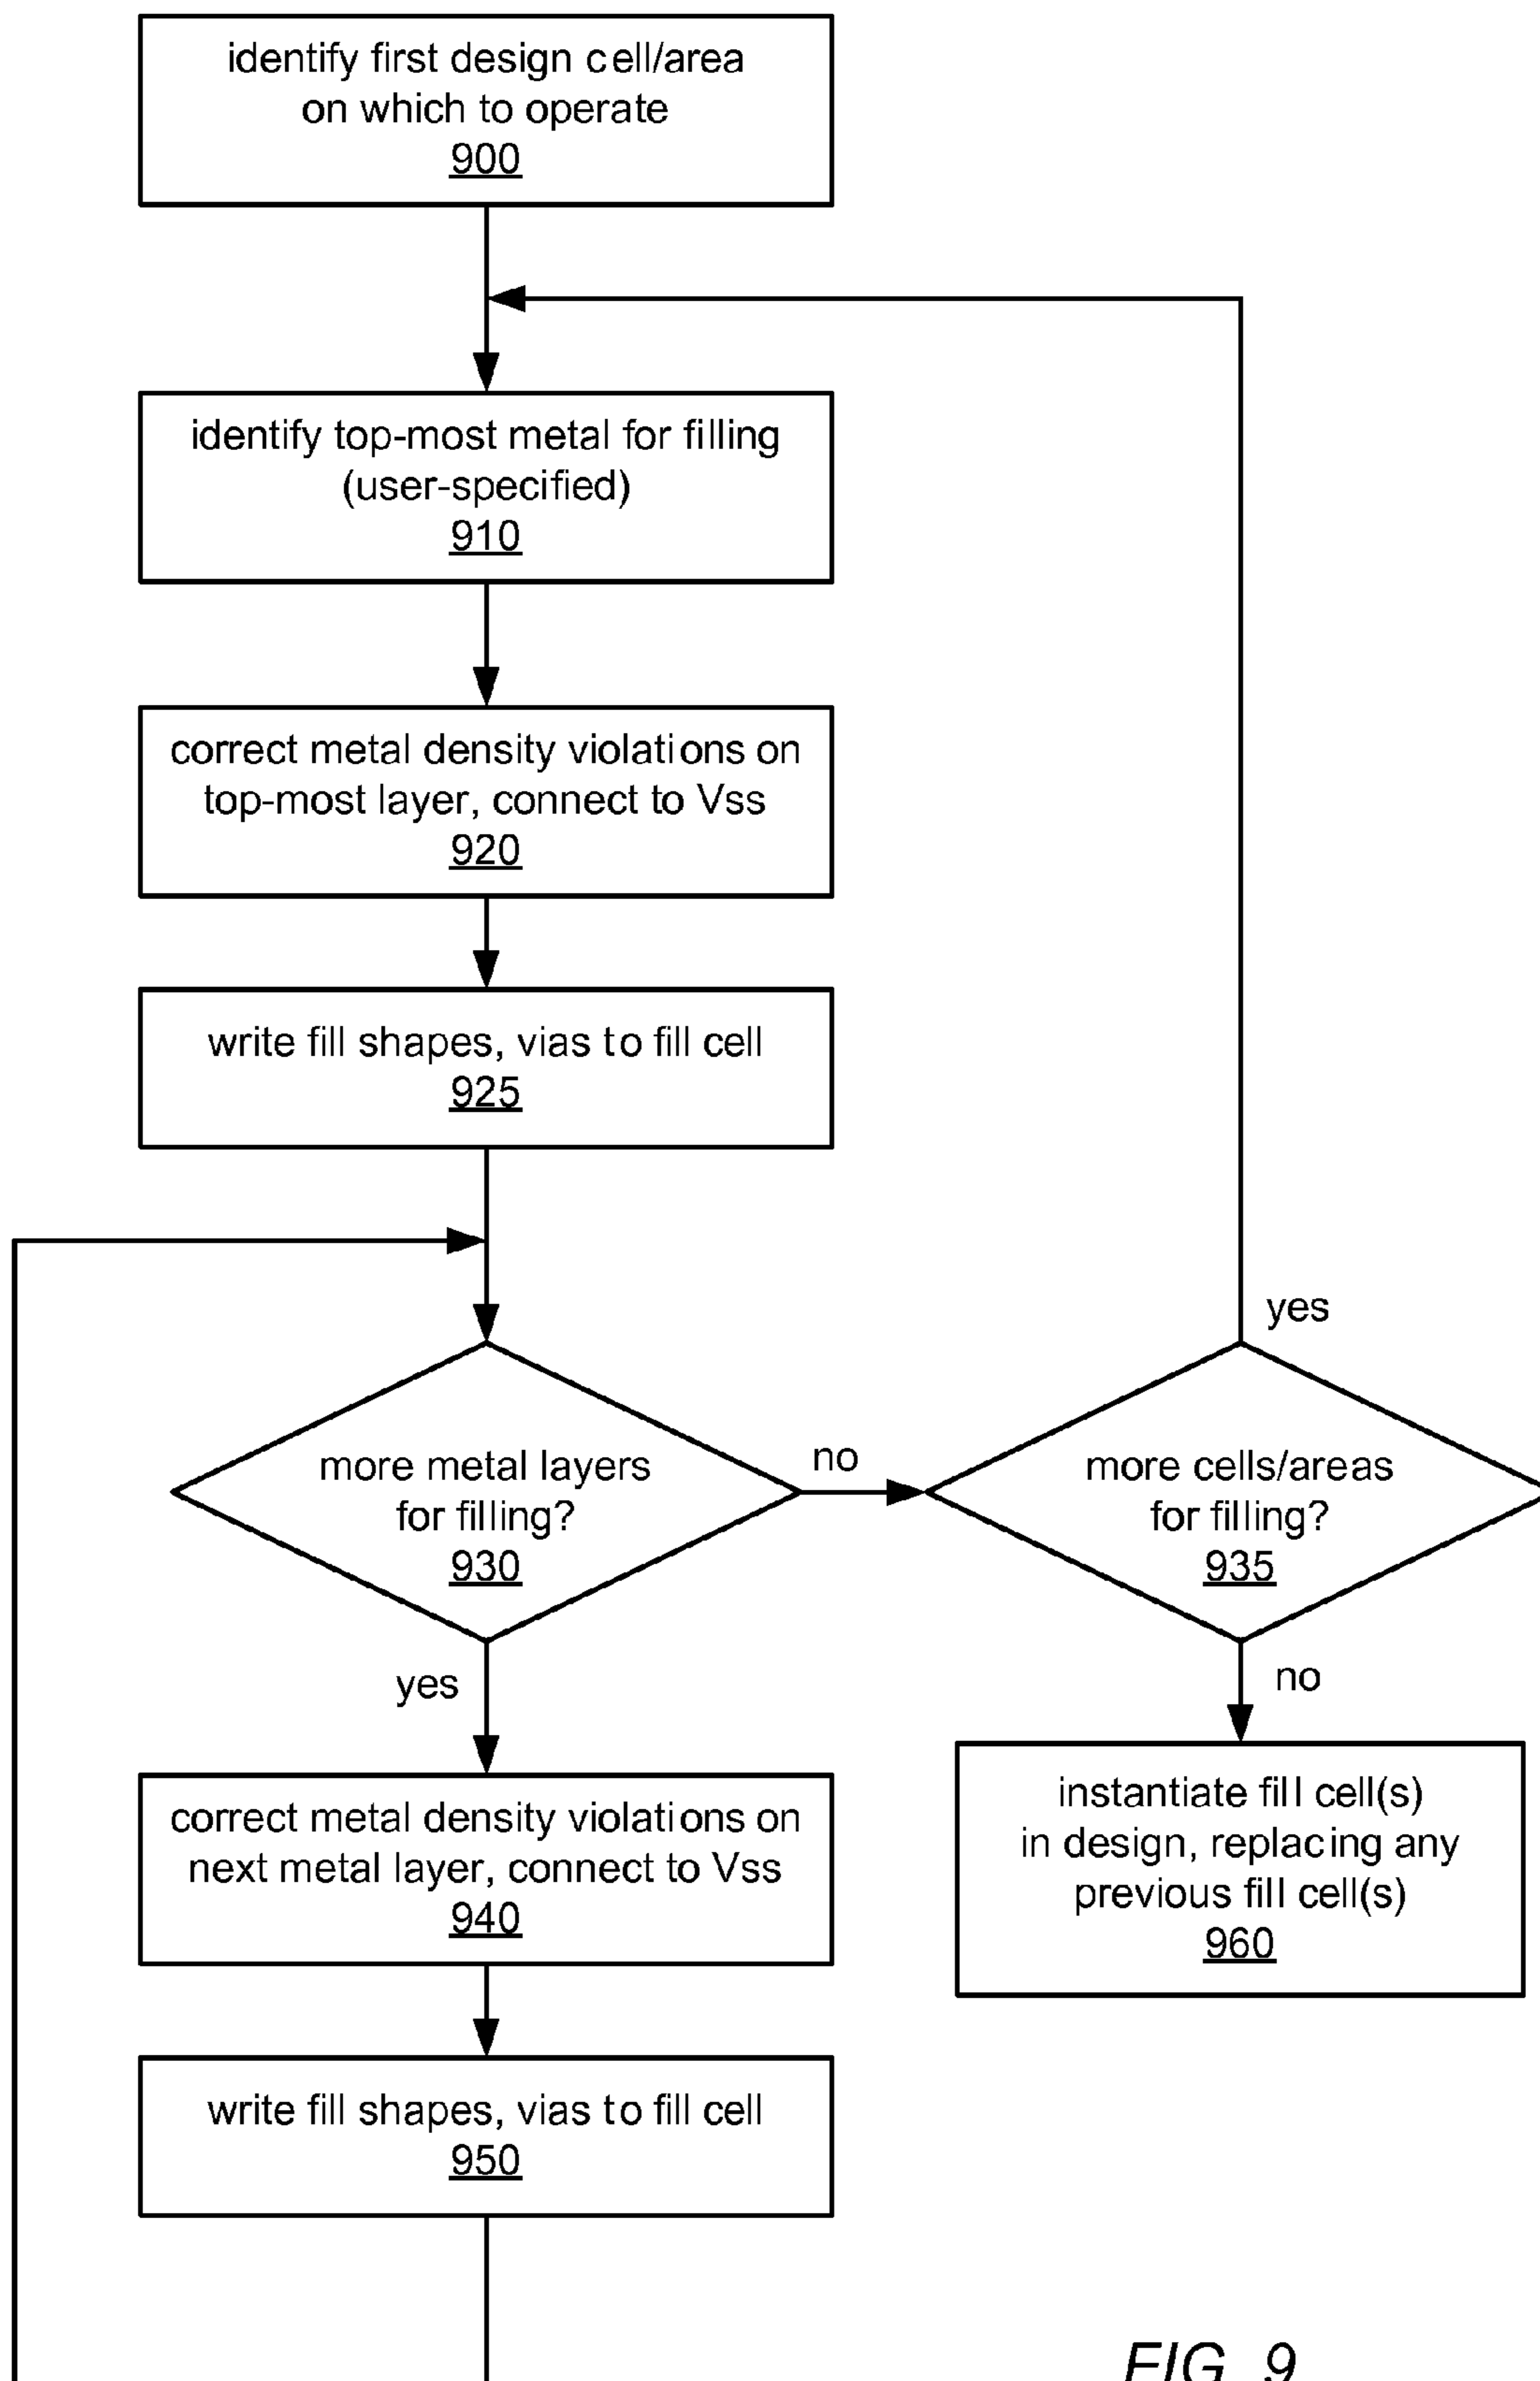 identify first design cell/area
on which to operate
900
identify top-most metal for filling
(user-specified)
910
correct metal density violations on
top-most layer, connect to Vss
920
write fill shapes, vias to fill cell
925
more metal layers
for filling?
930
no
more cells/areas
for filling?
935
yes
yes
no
correct metal density violations on
next metal layer, connect to Vss
940
instantiate fill cell(s)
in design, replacing any
previous fill cell(s)
960
write fill shapes, vias to fill cell
950
FIG. 9